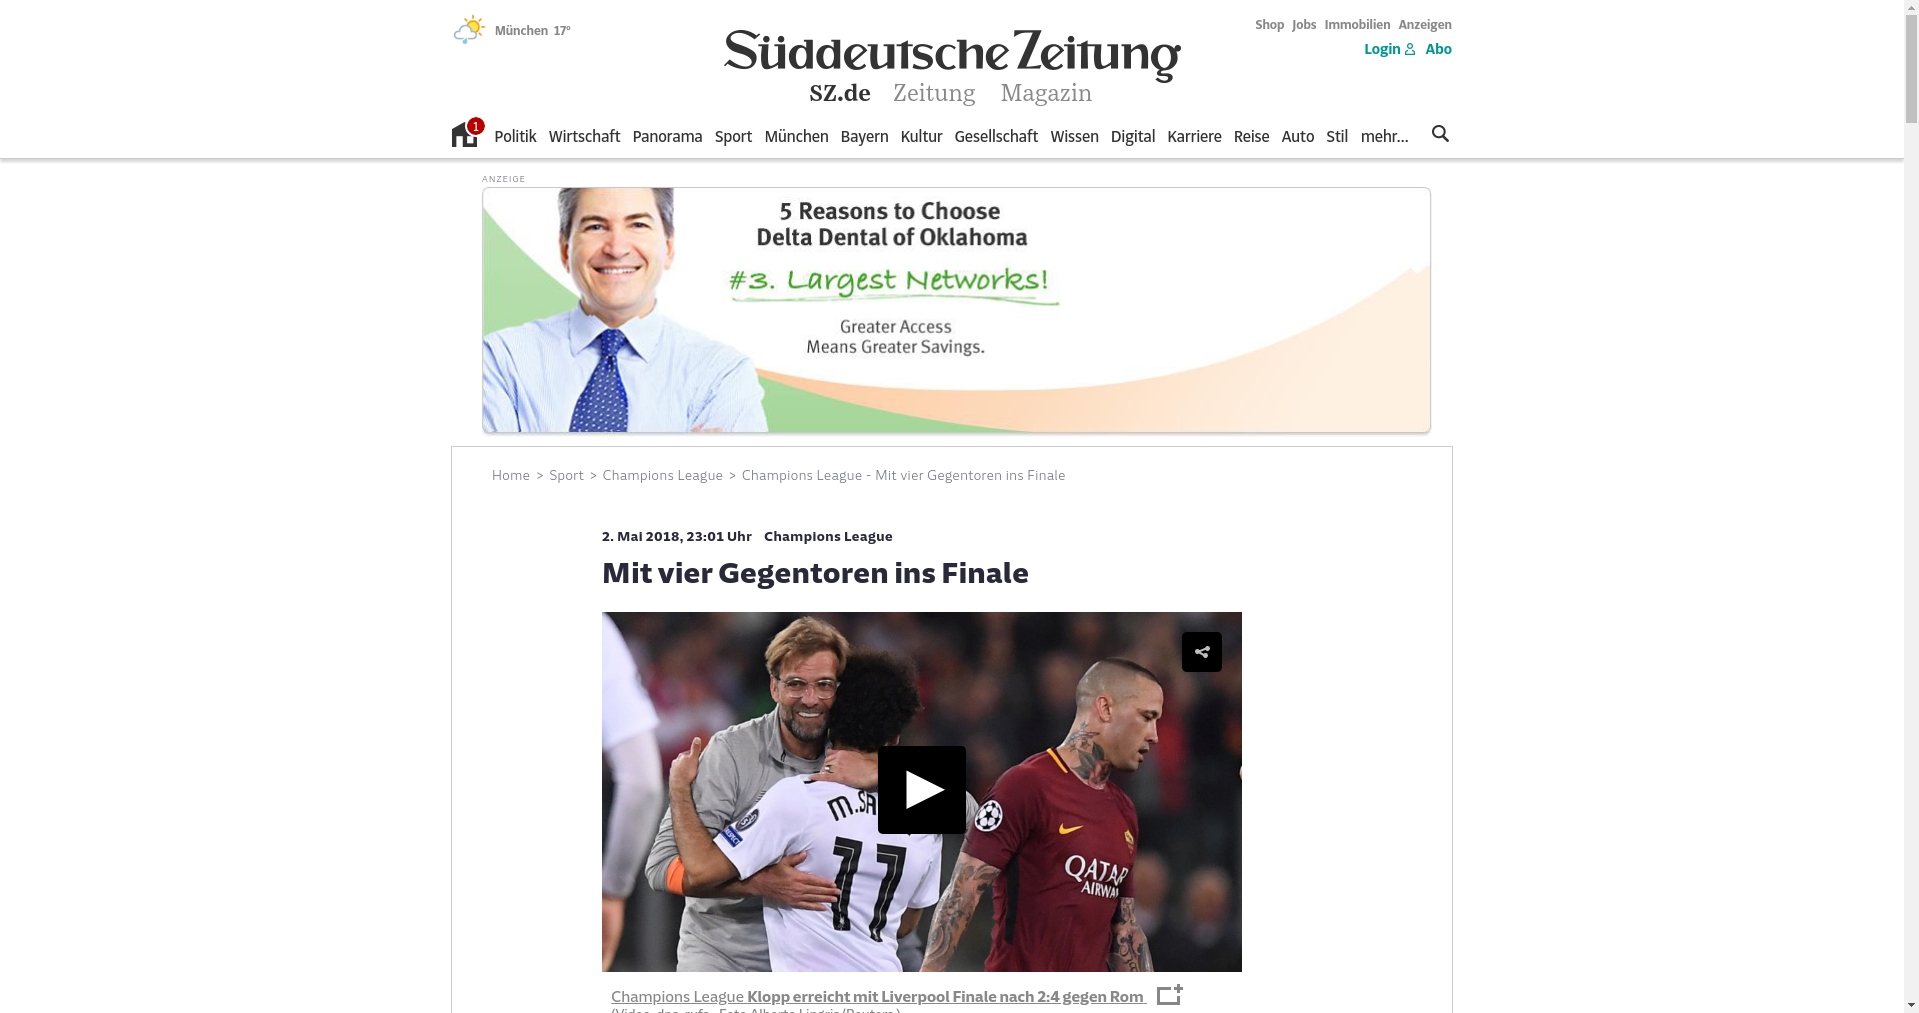 München 17°
Süddeutsche Zeitung
Shop Jobs Immobilien Anzeigen
Login Abo
SZ.de Zeitung Magazin
1
Politik Wirtschaft Panorama Sport München Bayern Kultur Gesellschaft Wissen Digital Karriere Reise Auto Stil mehr...
ANZEIGE
5 Reasons to Choose
Delta Dental of Oklahoma
#3. Largest Networks!
Greater Access
Means Greater Savings.
Home > Sport > Champions League > Champions League - Mit vier Gegentoren ins Finale
2. Mai 2018, 23:01 Uhr Champions League
Mit vier Gegentoren ins Finale
M.SA
11
RESPECT
QATAR
AIRWA
Champions League Klopp erreicht mit Liverpool Finale nach 2:4 gegen Rom